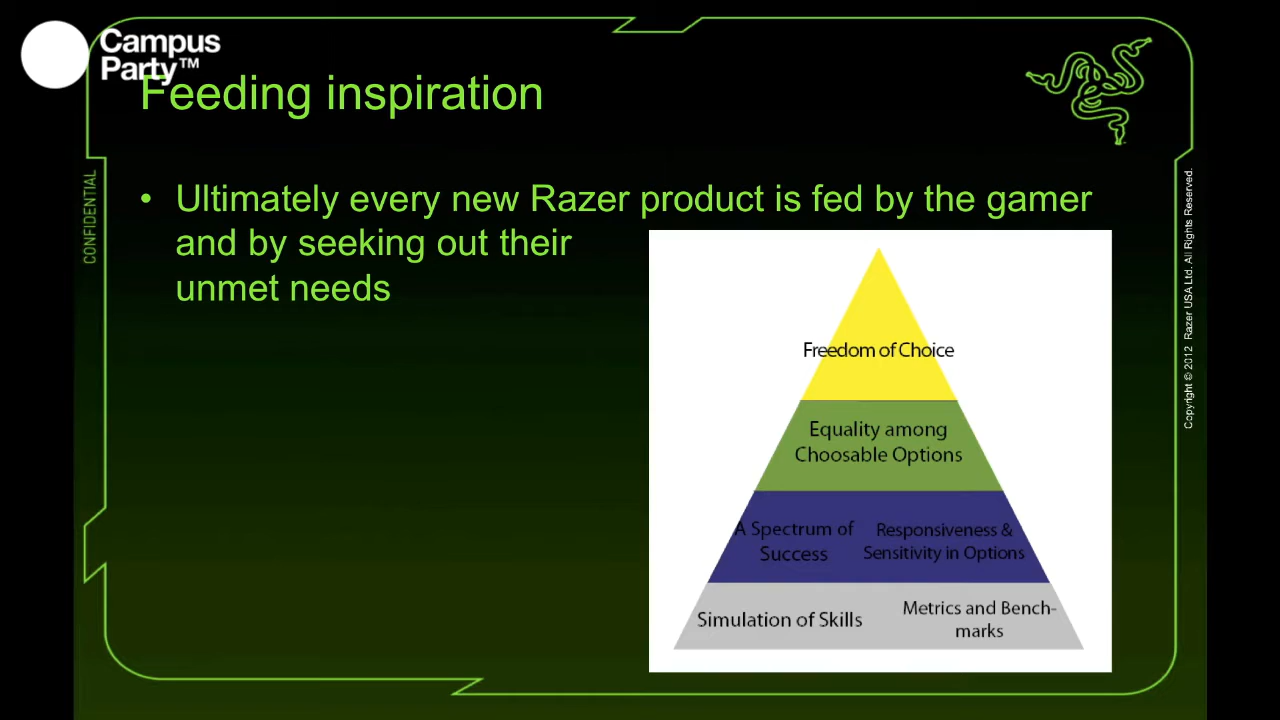 Campus
Party™
Feeding inspiration
CONFIDENTIAL
• Ultimately every new Razer product is fed by the gamer
and by seeking out their
unmet needs
Freedom of Choice
Equality among
Choosable Options
A Spectrum of
Success
Responsiveness &
Sensitivity in Options
Simulation of Skills
Metrics and Bench-
marks
Copyright © 2012 Razer USA Ltd. All Rights Reserved.